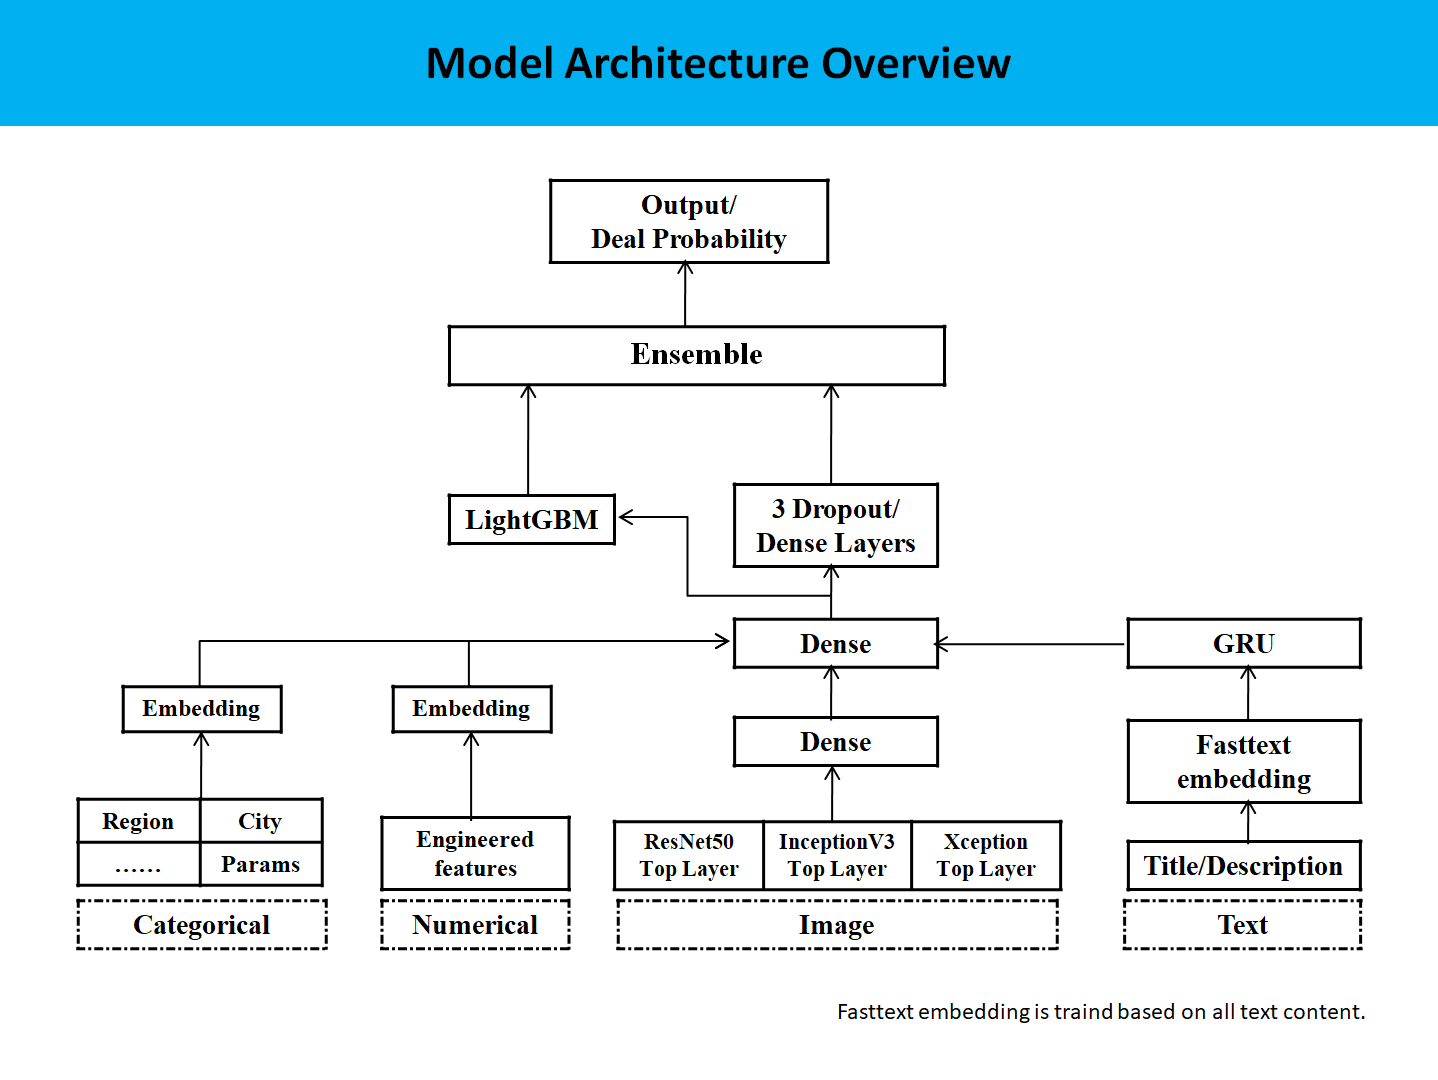 Model Architecture Overview
Output/
Deal Probability
Ensemble
LightGBM
3 Dropout/
Dense Layers
Dense
GRU
Embedding
Embedding
Dense
Fasttext
embedding
Region
City
……
Params
Engineered
features
ResNet50
Top Layer
InceptionV3
Top Layer
Xception
Top Layer
Title/Description
Categorical
Numerical
Image
Text
Fasttext embedding is traind based on all text content.